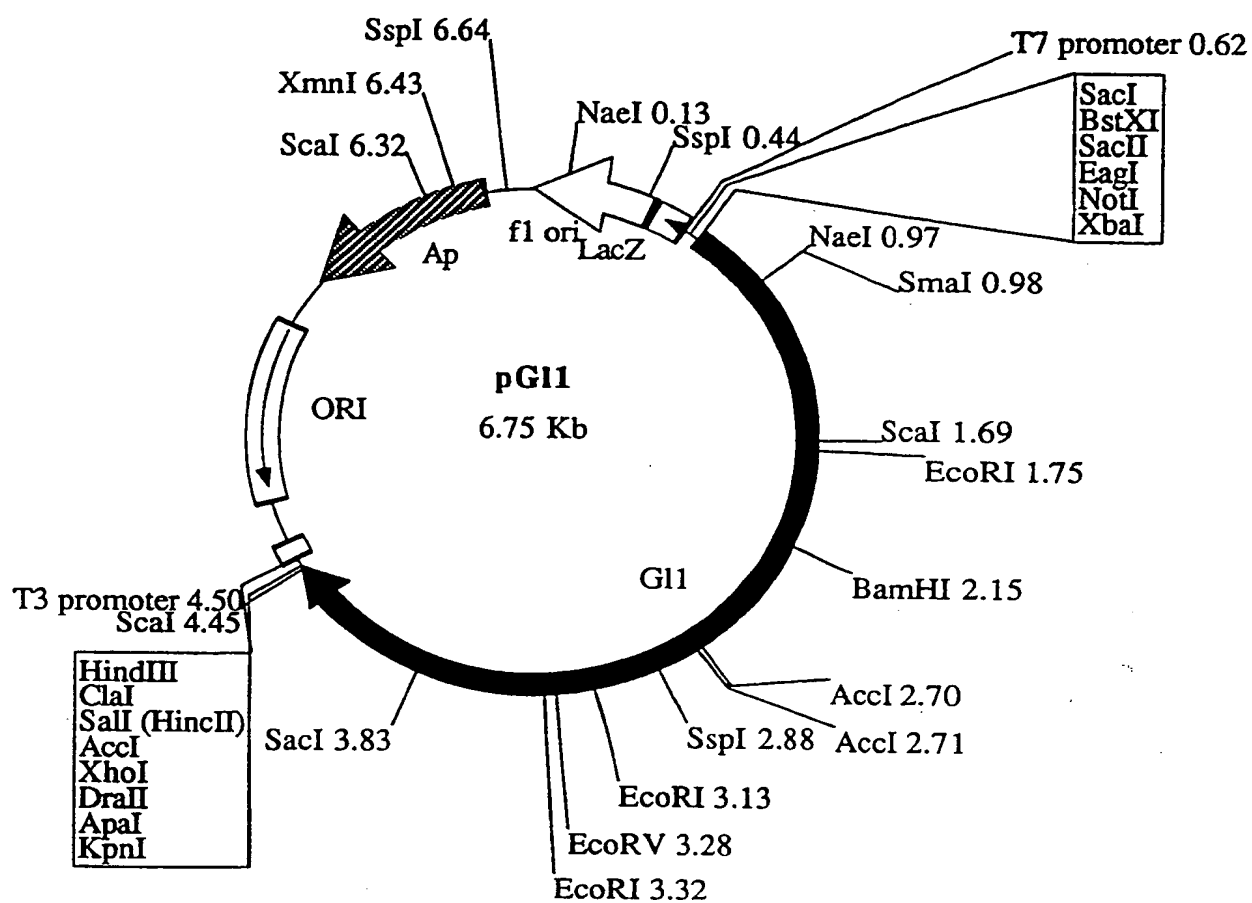 SspI 6.64
T7 promoter 0.62
XmnI 6.43
NaeI 0.13
SspI 0.44
ScaI 6.32
SacI
BstXI
SacII
EagI
NotI
XbaI
f1 ori
LacZ
Ap
NaeI 0.97
SmaI 0.98
pGl1
6.75 Kb
ORI
ScaI 1.69
EcoRI 1.75
Gl1
BamHI 2.15
T3 promoter 4.50
ScaI 4.45
HindIII
ClaI
SalI (HincII)
AccI
XhoI
DraII
ApaI
KpnI
SacI 3.83
AccI 2.70
SspI 2.88
AccI 2.71
EcoRI 3.13
EcoRV 3.28
EcoRI 3.32